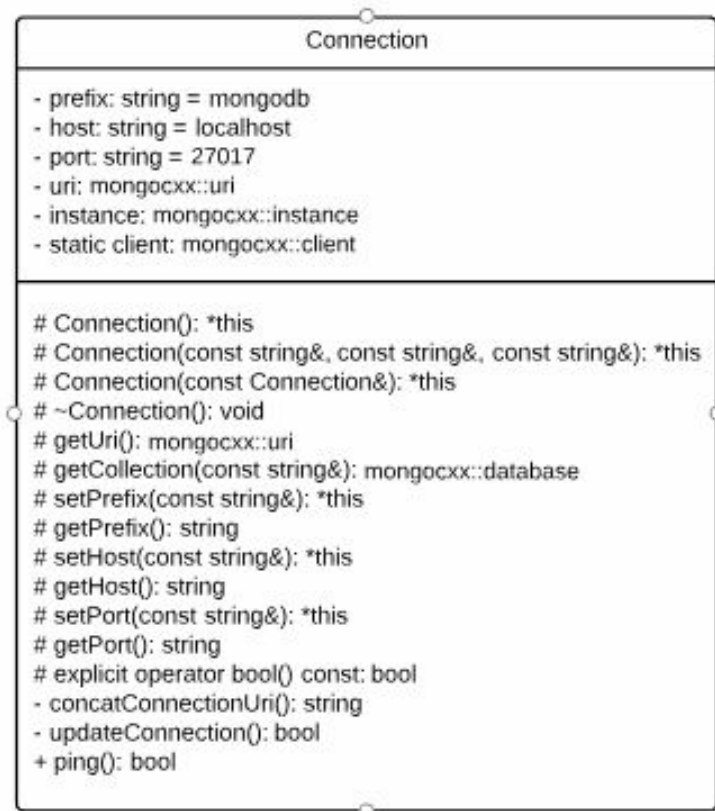 Connection
- prefix: string = mongodb
- host: string = localhost
- port: string = 27017
- uri: mongocxx::uri
- instance: mongocxx::instance
- static client: mongocxx::client
# Connection(): *this
# Connection(const string&, const string&, const string&): *this
# Connection(const Connection&): *this
# ~Connection(): void
# getUri(): mongocxx::uri
# getCollection(const string&): mongocxx::database
# setPrefix(const string&): *this
# getPrefix(): string
# setHost(const string&): *this
# getHost(): string
# setPort(const string&): *this
# getPort(): string
# explicit operator bool() const: bool
- concatConnectionUri(): string
- updateConnection(): bool
+ ping(): bool